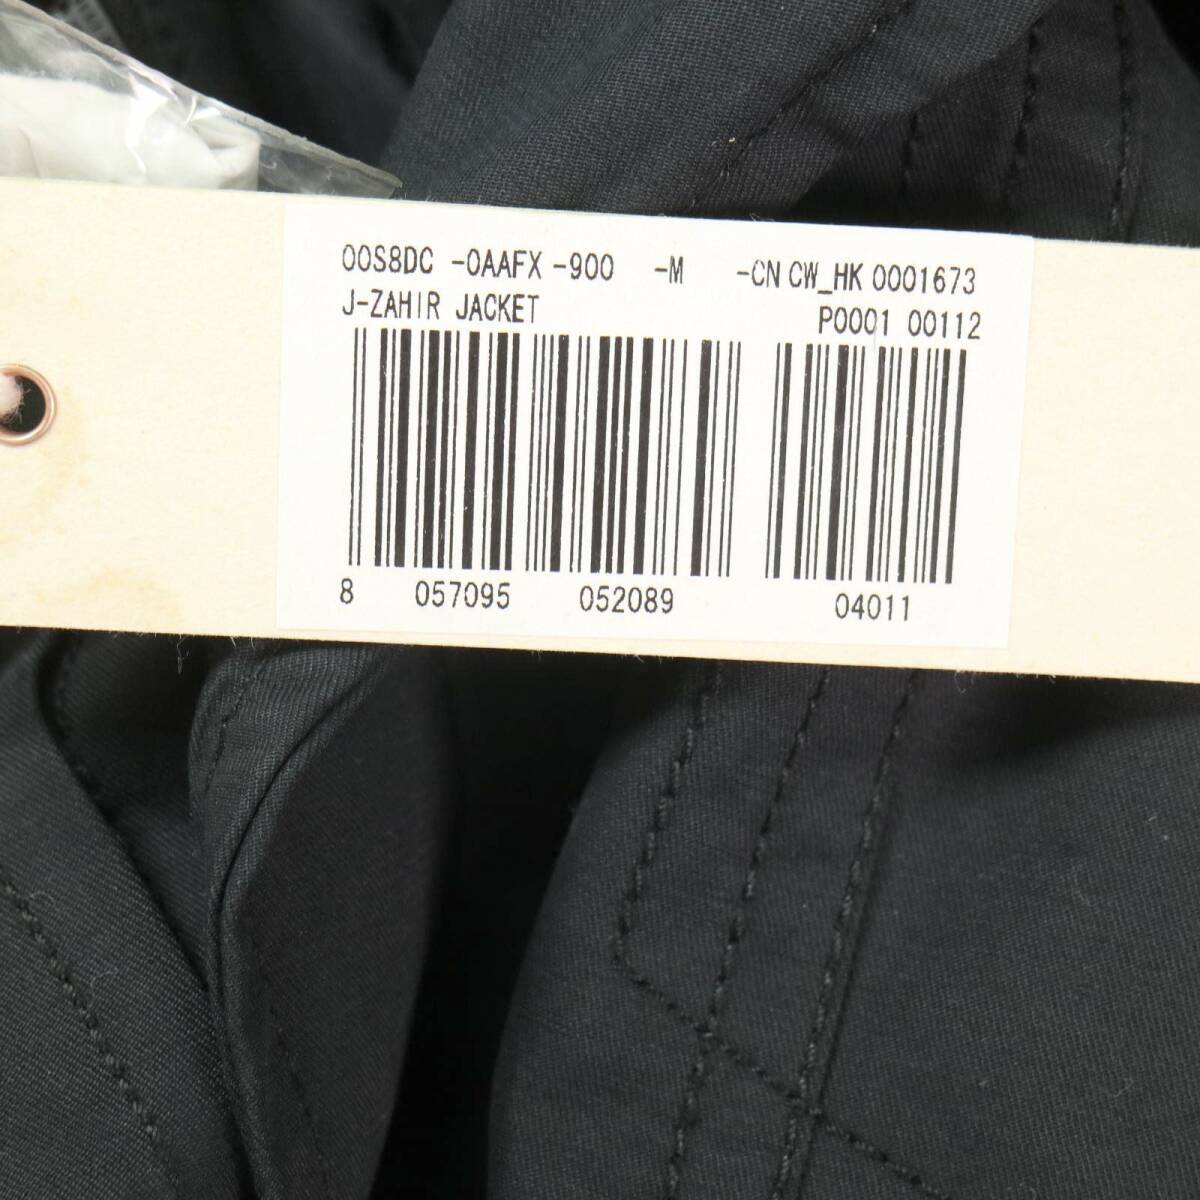 00S8DC -0AAFX -900 -M -CN CW_HK 0001673
J-ZAHIR JACKET P0001 00112
8 057095 052089 04011